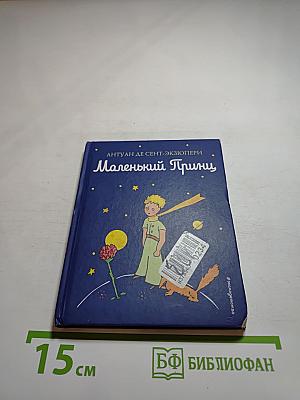 АНТУАН ДЕ СЕНТ-ЭКЗЮПЕРИ
Маленький Принц
15 см
БФ БИБЛИОФАН